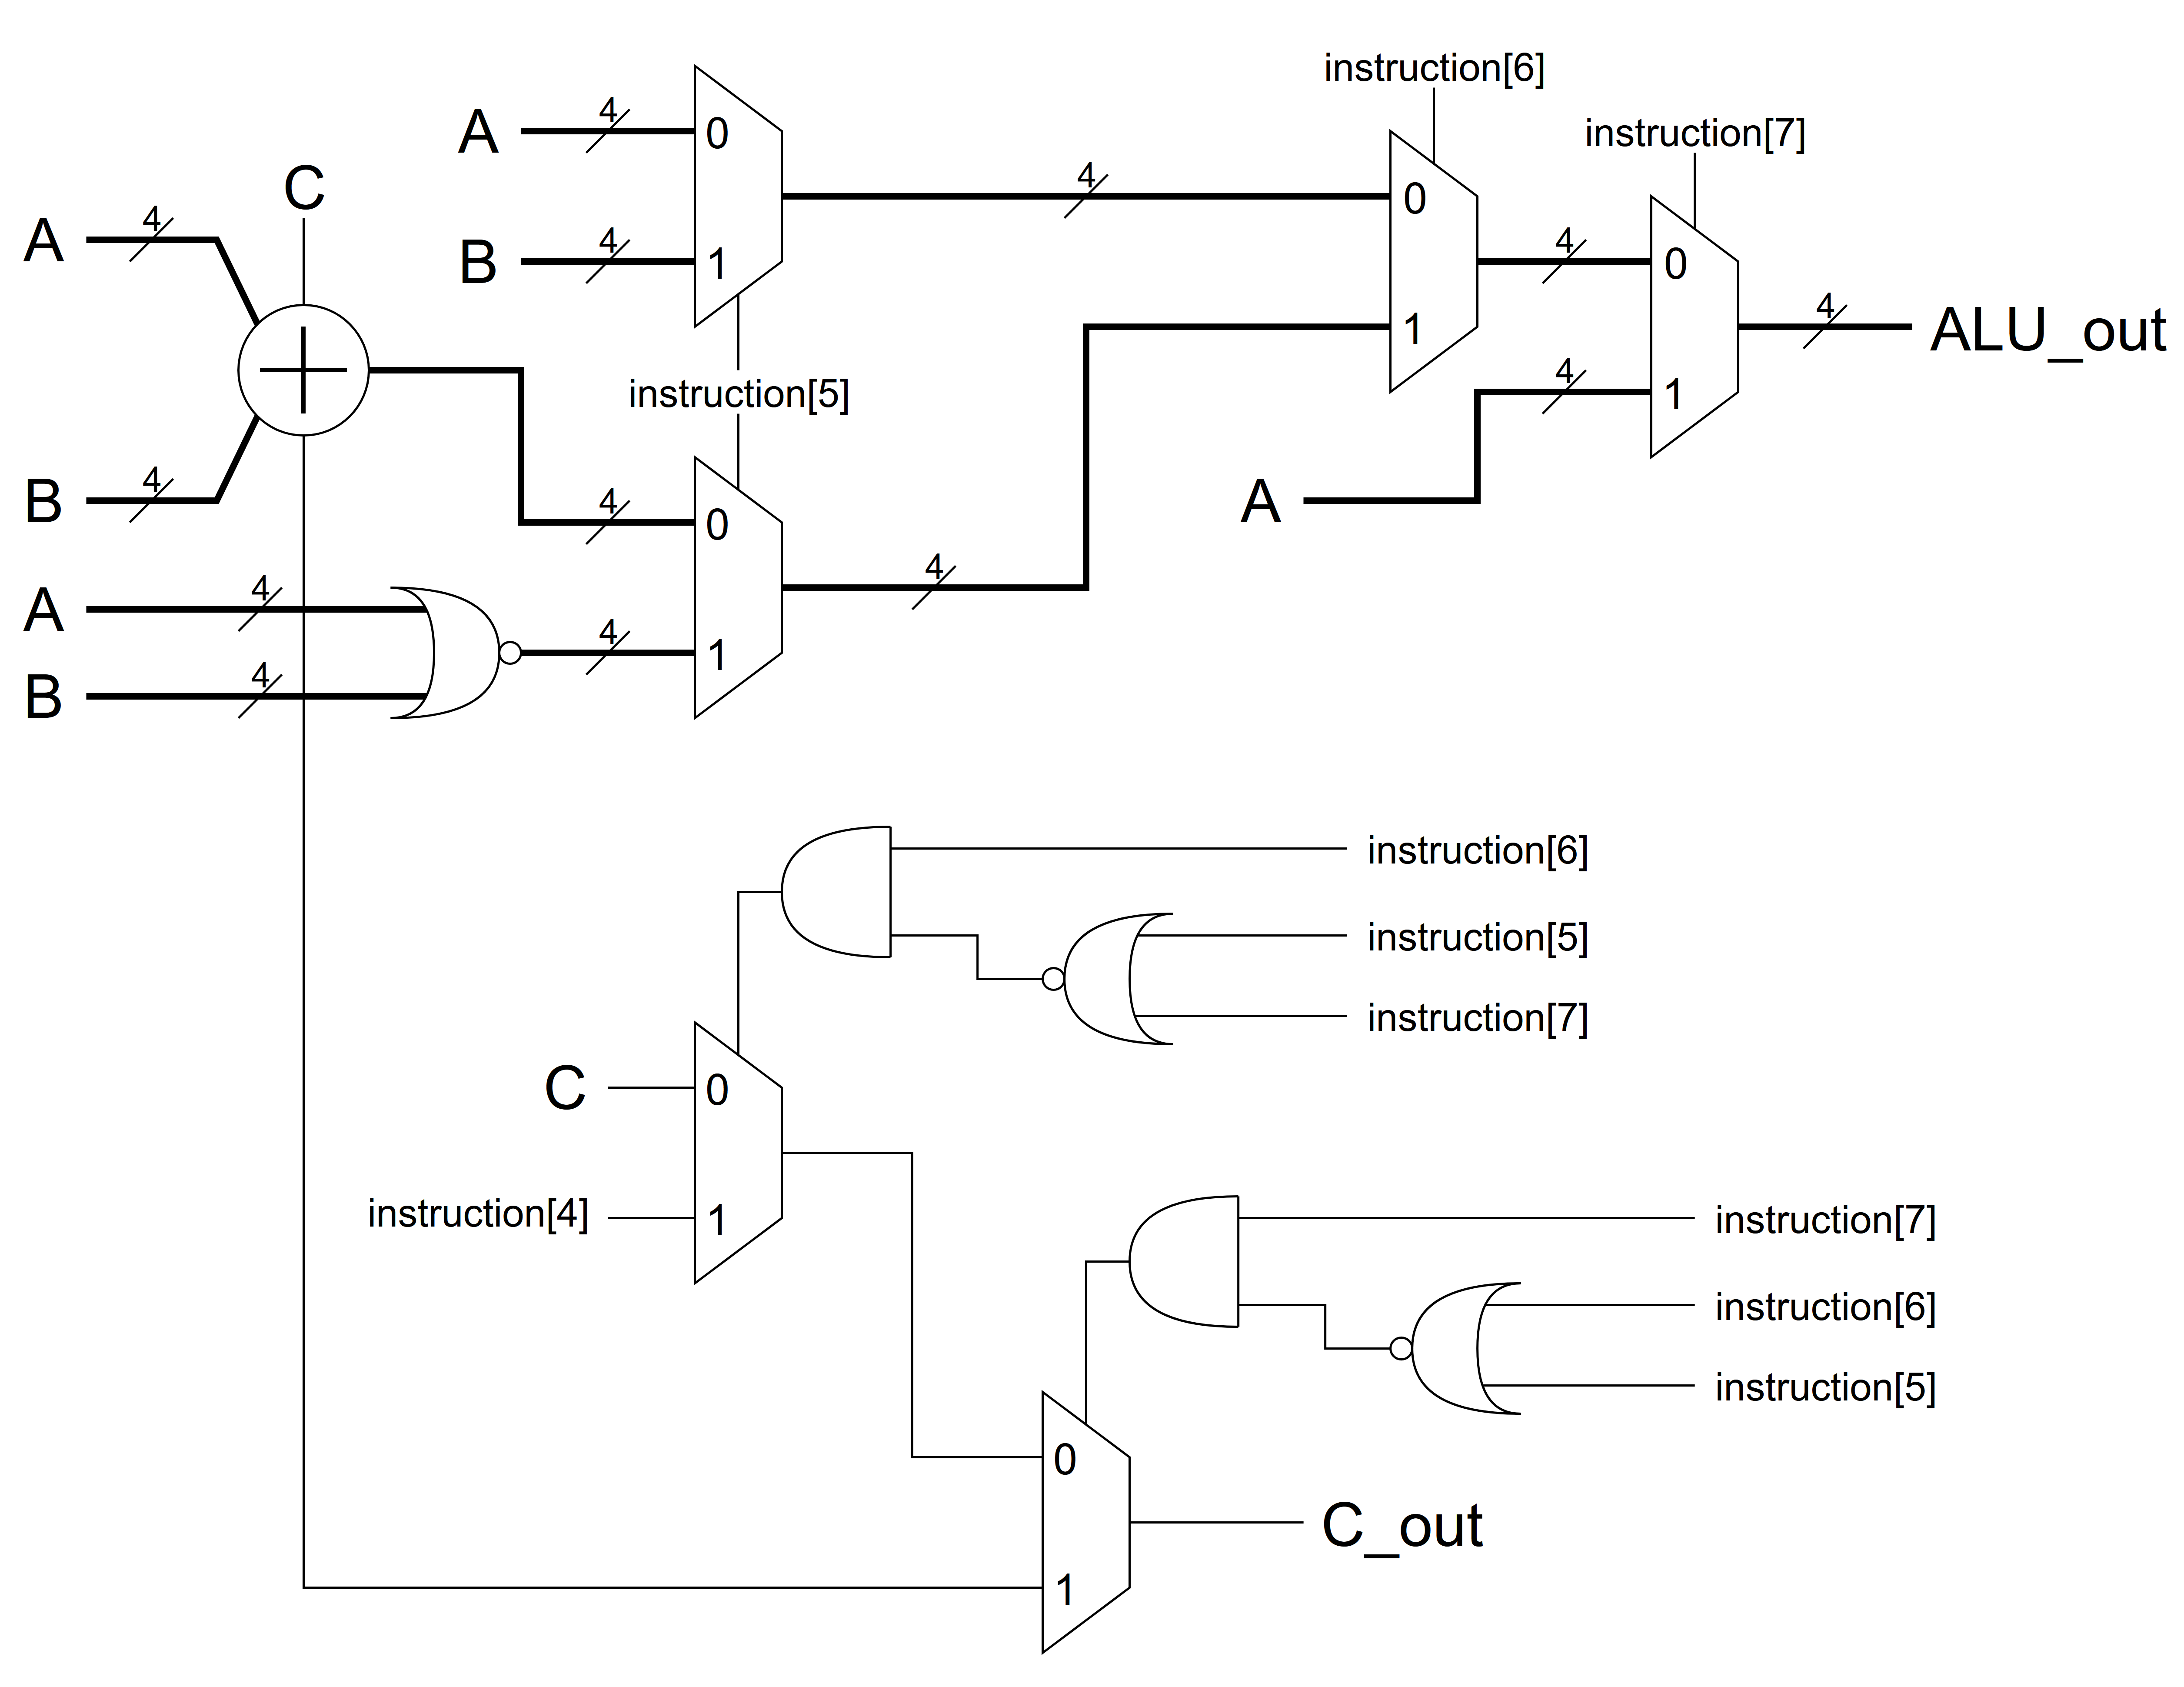 instruction[6]
A 4 0
instruction[7]
C
4 0
A 4
B 4 1
4 0
4 ALU_out
1
instruction[5]
4 1
B 4
A
4 0
4
A 4
4 1
B 4
instruction[6]
instruction[5]
instruction[7]
C 0
instruction[4] 1
instruction[7]
instruction[6]
instruction[5]
0
C_out
1